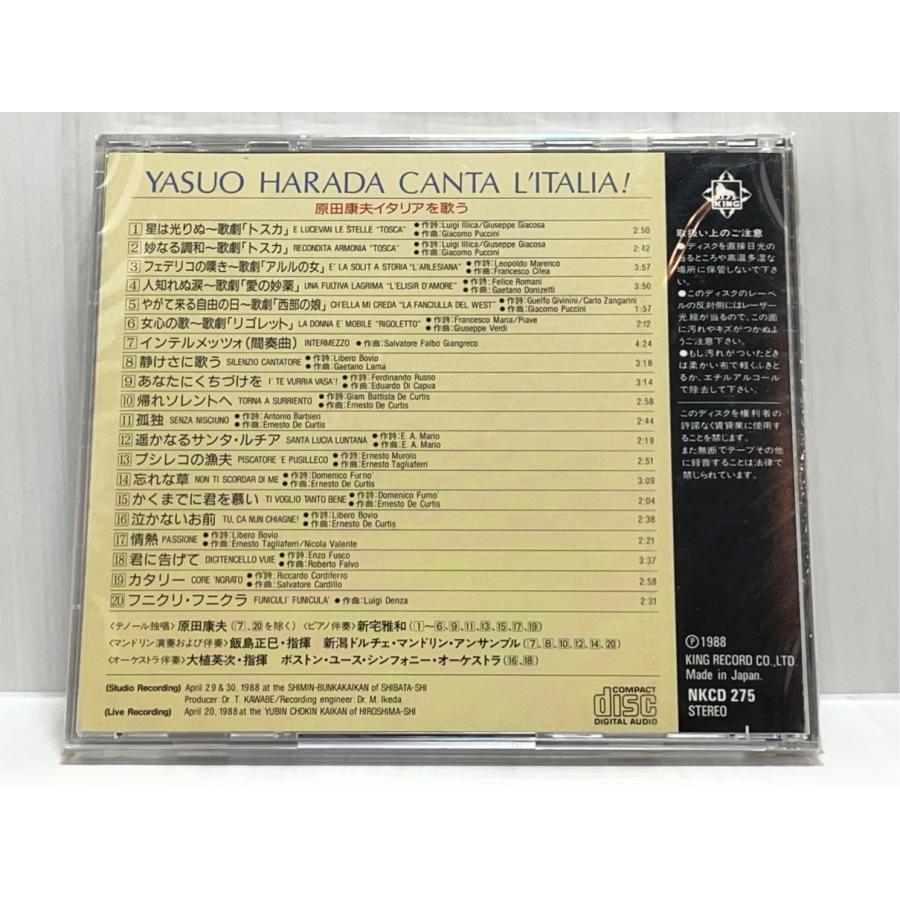 YASUO HARADA CANTA L'ITALIA!
原田康夫イタリアを歌う
1 星は光りぬ〜歌劇「トスカ」 E LUCEVAN LE STELLE "TOSCA" ●作詩:Luigi Illica/Giuseppe Giacosa ●作曲:Giacomo Puccini 2:50
2 妙なる調和〜歌劇「トスカ」 RECONDITA ARMONIA "TOSCA" ●作詩:Luigi Illica/Giuseppe Giacosa ●作曲:Giacomo Puccini 2:42
3 フェデリコの嘆き〜歌劇「アルルの女」 E' LA SOLIT A STORIA "L'ARLESIANA" ●作詩:Leopoldo Marenco ●作曲:Francesco Cilea 3:57
4 人知れぬ涙〜歌劇「愛の妙薬」 UNA FUTIVA LAGRIMA "L'ELISIR D'AMORE" ●作詩:Felice Romani ●作曲:Gaetano Donizetti 3:50
5 やがて来る自由の日〜歌劇「西部の娘」 CH'ELLA MI CREDA "LA FANCIULLA DEL WEST" ●作詩:Guelfo Givinini/Carlo Zangarini ●作曲:Giacomo Puccini 1:57
6 女心の歌〜歌劇「リゴレット」 LA DONNA E' MOBILE "RIGOLETTO" ●作詩:Francesco Maria/Piave ●作曲:Giuseppe Verdi 2:12
7 インテルメッツォ(間奏曲) INTERMEZZO ●作曲:Salvatore Falbo Giangreco 4:24
8 静けさに歌う SILENZIO CANTATORE ●作詩:Libero Bovio ●作曲:Gaetano Lama 3:16
9 あなたにくちづけを I' TE VURRIA VASA'! ●作詩:Ferdinando Russo ●作曲:Eduardo Di Capua 3:14
10 帰れソレントへ TORNA A SURRIENTO ●作詩:Giam Battista De Curtis ●作曲:Ernesto De Curtis 2:58
11 孤独 SENZA NISCIUNO ●作詩:Antonio Barbieri ●作曲:Ernesto De Curtis 2:44
12 遥かなるサンタ・ルチア SANTA LUCIA LUNTANA ●作詩:E. A. Mario ●作曲:E. A. Mario 2:19
13 プシレコの漁夫 PISCATORE 'E PUSILLECO ●作詩:Ernesto Murolo ●作曲:Ernesto Tagliaferri 2:51
14 忘れな草 NON TI SCORDAR DI ME ●作詩:Domenico Furno' ●作曲:Ernesto De Curtis 3:09
15 かくまでに君を慕い TI VOGLIO TANTO BENE ●作詩:Domenico Furno' ●作曲:Ernesto De Curtis 2:04
16 泣かないお前 TU, CA NUN CHIAGNE! ●作詩:Libero Bovio ●作曲:Ernesto De Curtis 2:38
17 情熱 PASSIONE ●作詩:Libero Bovio ●作曲:Ernesto Tagliaferri/Nicola Valente 2:21
18 君に告げて DICITENCELLO VUIE ●作詩:Enzo Fusco ●作曲:Roberto Falvo 3:37
19 カタリー CORE 'NGRATO ●作詩:Riccardo Cordiferro ●作曲:Salvatore Cardillo 2:58
20 フニクリ・フニクラ FUNICULI' FUNICULA' ●作曲:Luigi Denza 2:31
〈テノール独唱〉原田康夫(7、20を除く) 〈ピアノ伴奏〉新宅雅和(1〜6、9、11、13、15、17、19)
〈マンドリン演奏および伴奏〉飯島正巳・指揮 新潟ドルチェ・マンドリン・アンサンブル(7、8、10、12、14、20)
〈オーケストラ伴奏〉大植英次・指揮 ボストン・ユース・シンフォニー・オーケストラ(16、18)
(Studio Recording) April 29 & 30, 1988 at the SHIMIN-BUNKAKAIKAN of SHIBATA-SHI
Producer: Dr. T. KAWABE/Recording engineer: Dr. M. Ikeda
(Live Recording) April 20, 1988 at the YUBIN CHOKIN KAIKAN of HIROSHIMA-SHI
COMPACT
disc
DIGITAL AUDIO
KING
取扱い上のご注意
●ディスクを直接日光の
当るところや高温多湿な
場所に保管しないで下さ
い。
●このディスクのレーベ
ルの反対側にはレーザー
光線が当るので、この面
に汚れやキズがつかぬよ
うご注意下さい。
●もし汚れがついたとき
は柔かい布で軽くふきと
るか、エチルアルコール
で除去して下さい。
このディスクを権利者の
許諾なく賃貸業に使用す
ることを禁じます。
また無断でテープその他
に録音することは法律で
禁じられています。
Ⓟ1988
KING RECORD CO., LTD.
Made in Japan.
NKCD 275
STEREO